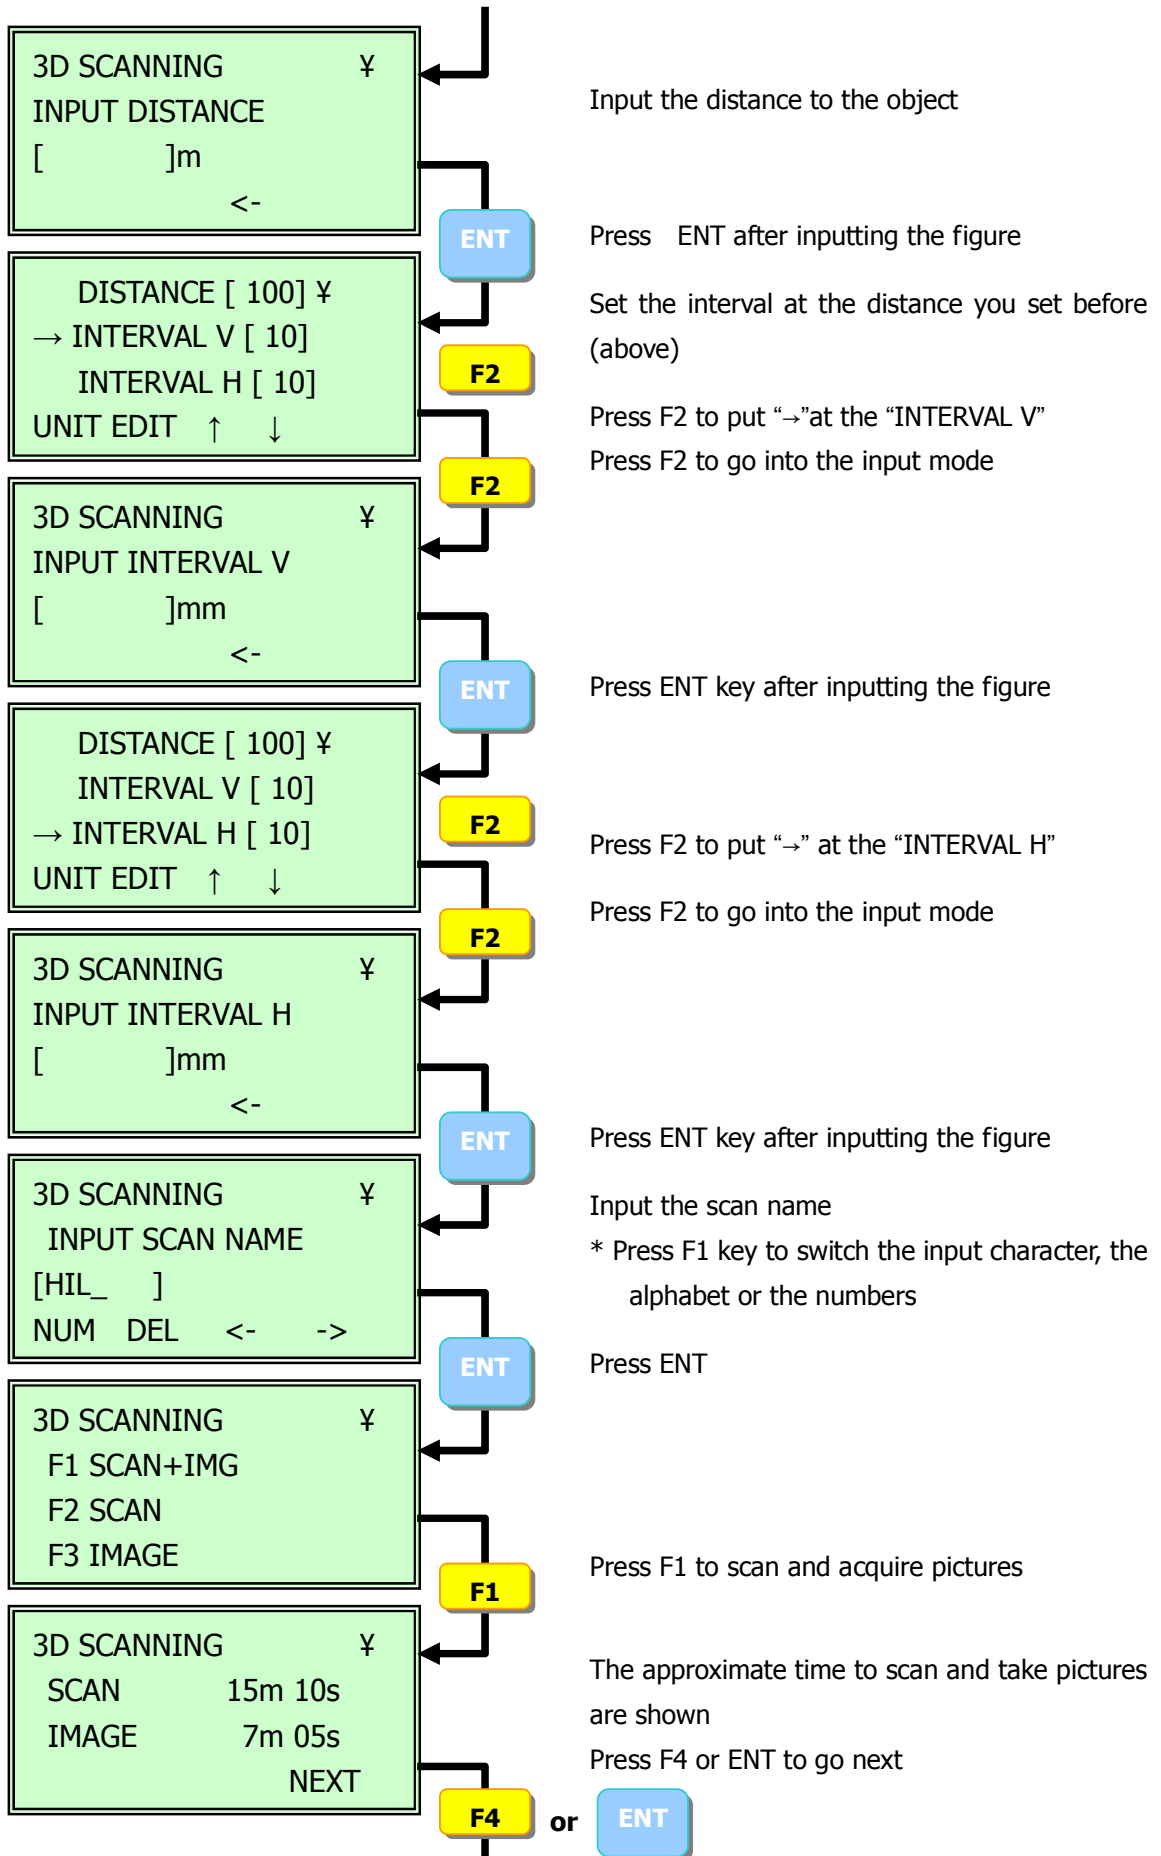 3D SCANNING ¥
INPUT DISTANCE
[ ]m
<-
Input the distance to the object
ENT
Press ENT after inputting the figure
DISTANCE [ 100] ¥
→ INTERVAL V [ 10]
INTERVAL H [ 10]
UNIT EDIT ↑ ↓
Set the interval at the distance you set before
(above)
F2
Press F2 to put “→”at the “INTERVAL V”
F2
Press F2 to go into the input mode
3D SCANNING ¥
INPUT INTERVAL V
[ ]mm
<-
ENT
Press ENT key after inputting the figure
DISTANCE [ 100] ¥
INTERVAL V [ 10]
→ INTERVAL H [ 10]
UNIT EDIT ↑ ↓
F2
Press F2 to put “→” at the “INTERVAL H”
F2
Press F2 to go into the input mode
3D SCANNING ¥
INPUT INTERVAL H
[ ]mm
<-
ENT
Press ENT key after inputting the figure
3D SCANNING ¥
INPUT SCAN NAME
[HIL_ ]
NUM DEL <- ->
Input the scan name
* Press F1 key to switch the input character, the
alphabet or the numbers
ENT
Press ENT
3D SCANNING ¥
F1 SCAN+IMG
F2 SCAN
F3 IMAGE
F1
Press F1 to scan and acquire pictures
3D SCANNING ¥
SCAN 15m 10s
IMAGE 7m 05s
NEXT
The approximate time to scan and take pictures
are shown
Press F4 or ENT to go next
F4 or ENT